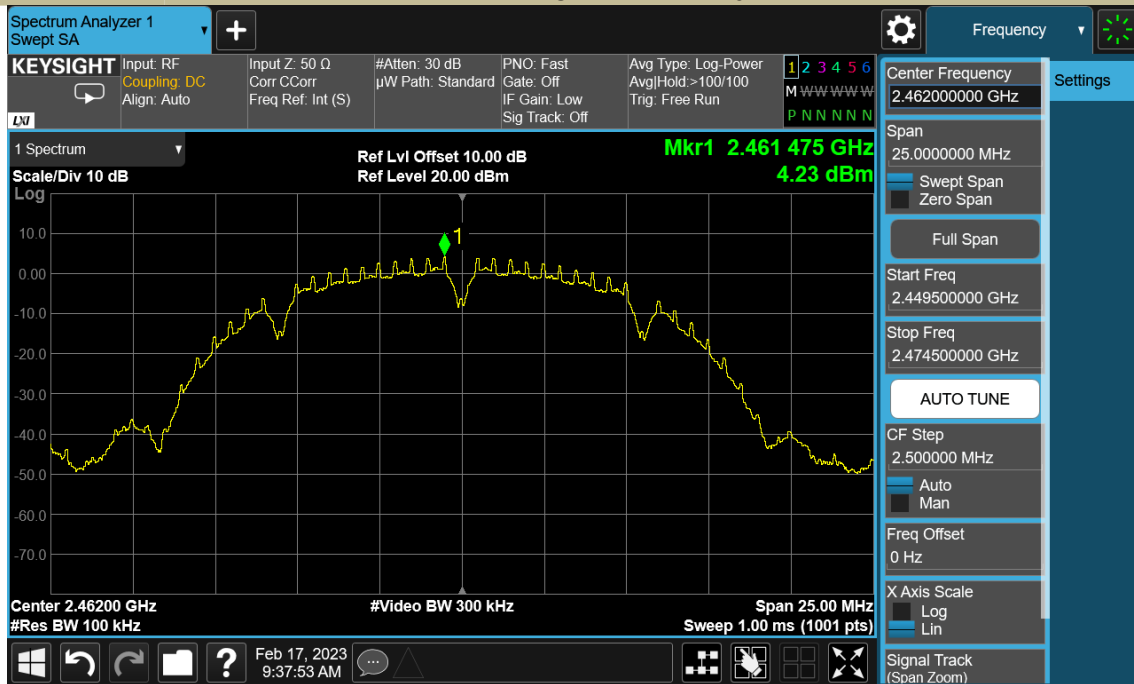 Spectrum Analyzer 1
Swept SA
Frequency
KEYSIGHT
Input: RF
Coupling: DC
Align: Auto
Input Z: 50 Ω
Corr CCorr
Freq Ref: Int (S)
#Atten: 30 dB
µW Path: Standard
PNO: Fast
Gate: Off
IF Gain: Low
Sig Track: Off
Avg Type: Log-Power
Avg|Hold:>100/100
Trig: Free Run
1 2 3 4 5 6
M W W W W W
P N N N N N
LXI
1 Spectrum
Scale/Div 10 dB
Log
Ref Lvl Offset 10.00 dB
Ref Level 20.00 dBm
Mkr1 2.461 475 GHz
4.23 dBm
1
10.0
0.00
-10.0
-20.0
-30.0
-40.0
-50.0
-60.0
-70.0
Center 2.46200 GHz
#Res BW 100 kHz
#Video BW 300 kHz
Span 25.00 MHz
Sweep 1.00 ms (1001 pts)
Center Frequency
2.462000000 GHz
Settings
Span
25.0000000 MHz
Swept Span
Zero Span
Full Span
Start Freq
2.449500000 GHz
Stop Freq
2.474500000 GHz
AUTO TUNE
CF Step
2.500000 MHz
Auto
Man
Freq Offset
0 Hz
X Axis Scale
Log
Lin
Signal Track
(Span Zoom)
?
Feb 17, 2023
9:37:53 AM